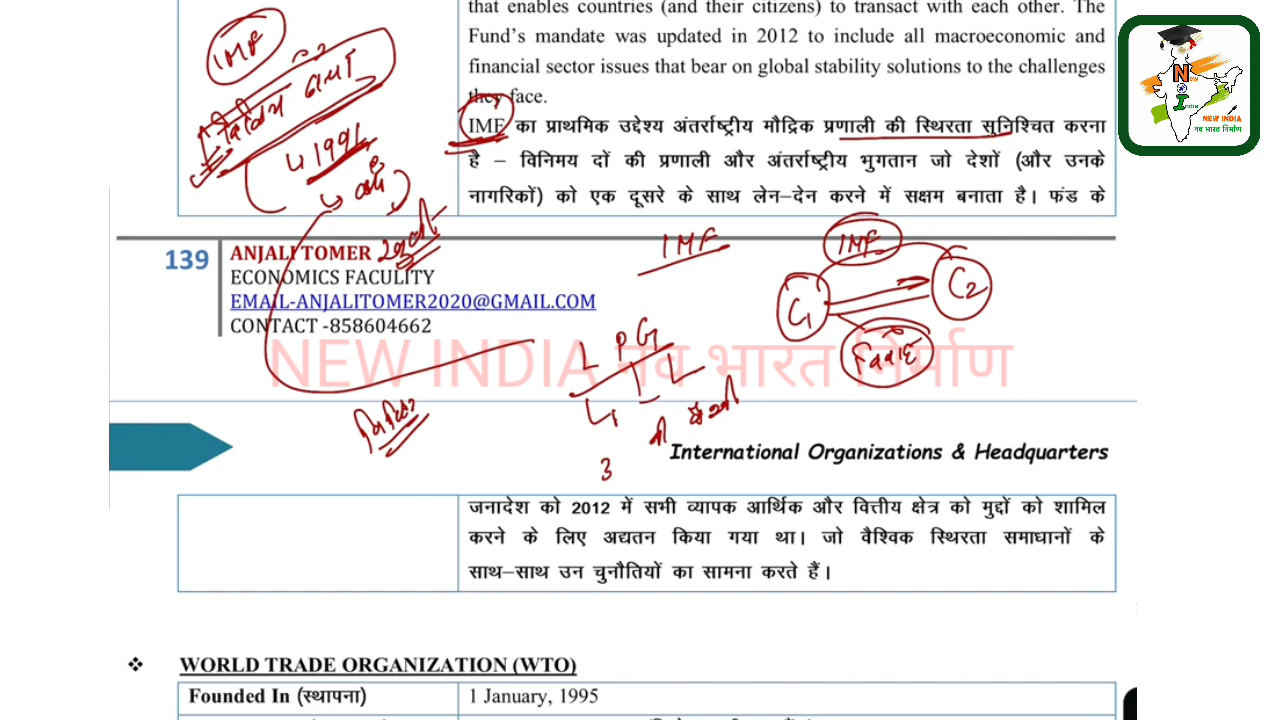 that enables countries (and their citizens) to transact with each other. The
Fund's mandate was updated in 2012 to include all macroeconomic and
financial sector issues that bear on global stability solutions to the challenges
they face.
IMF का प्राथमिक उद्देश्य अंतर्राष्ट्रीय मौद्रिक प्रणाली की स्थिरता सुनिश्चित करना
है – विनिमय दों की प्रणाली और अंतर्राष्ट्रीय भुगतान जो देशों (और उनके
नागरिकों) को एक दूसरे के साथ लेन–देन करने में सक्षम बनाता है। फंड के
IMF
1991
New
India
NEW INDIA
नव भारत निर्माण
139
ANJALI TOMER
ECONOMICS FACULITY
EMAIL-ANJALITOMER2020@GMAIL.COM
CONTACT -858604662
IMF
IMF
C1
C2
विवाद
L P G
NEW INDIA नव भारत निर्माण
3
International Organizations & Headquarters
जनादेश को 2012 में सभी व्यापक आर्थिक और वित्तीय क्षेत्र को मुद्दों को शामिल
करने के लिए अद्यतन किया गया था। जो वैश्विक स्थिरता समाधानों के
साथ–साथ उन चुनौतियों का सामना करते हैं।
❖ WORLD TRADE ORGANIZATION (WTO)
Founded In (स्थापना) 1 January, 1995